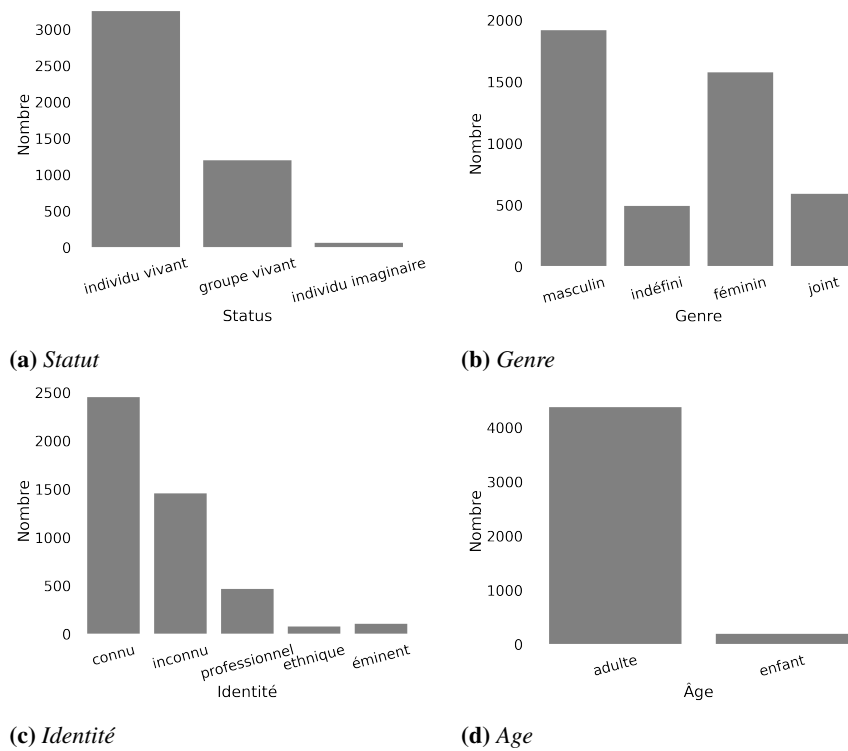 3000
2500
2000
1500
1000
500
0
Nombre
individu vivant
groupe vivant
individu imaginaire
Status
(a) Statut
2000
1500
1000
500
0
Nombre
masculin
indéfini
féminin
joint
Genre
(b) Genre
2500
2000
1500
1000
500
0
Nombre
connu
inconnu
professionnel
ethnique
éminent
Identité
(c) Identité
4000
3000
2000
1000
0
Nombre
adulte
enfant
Âge
(d) Age